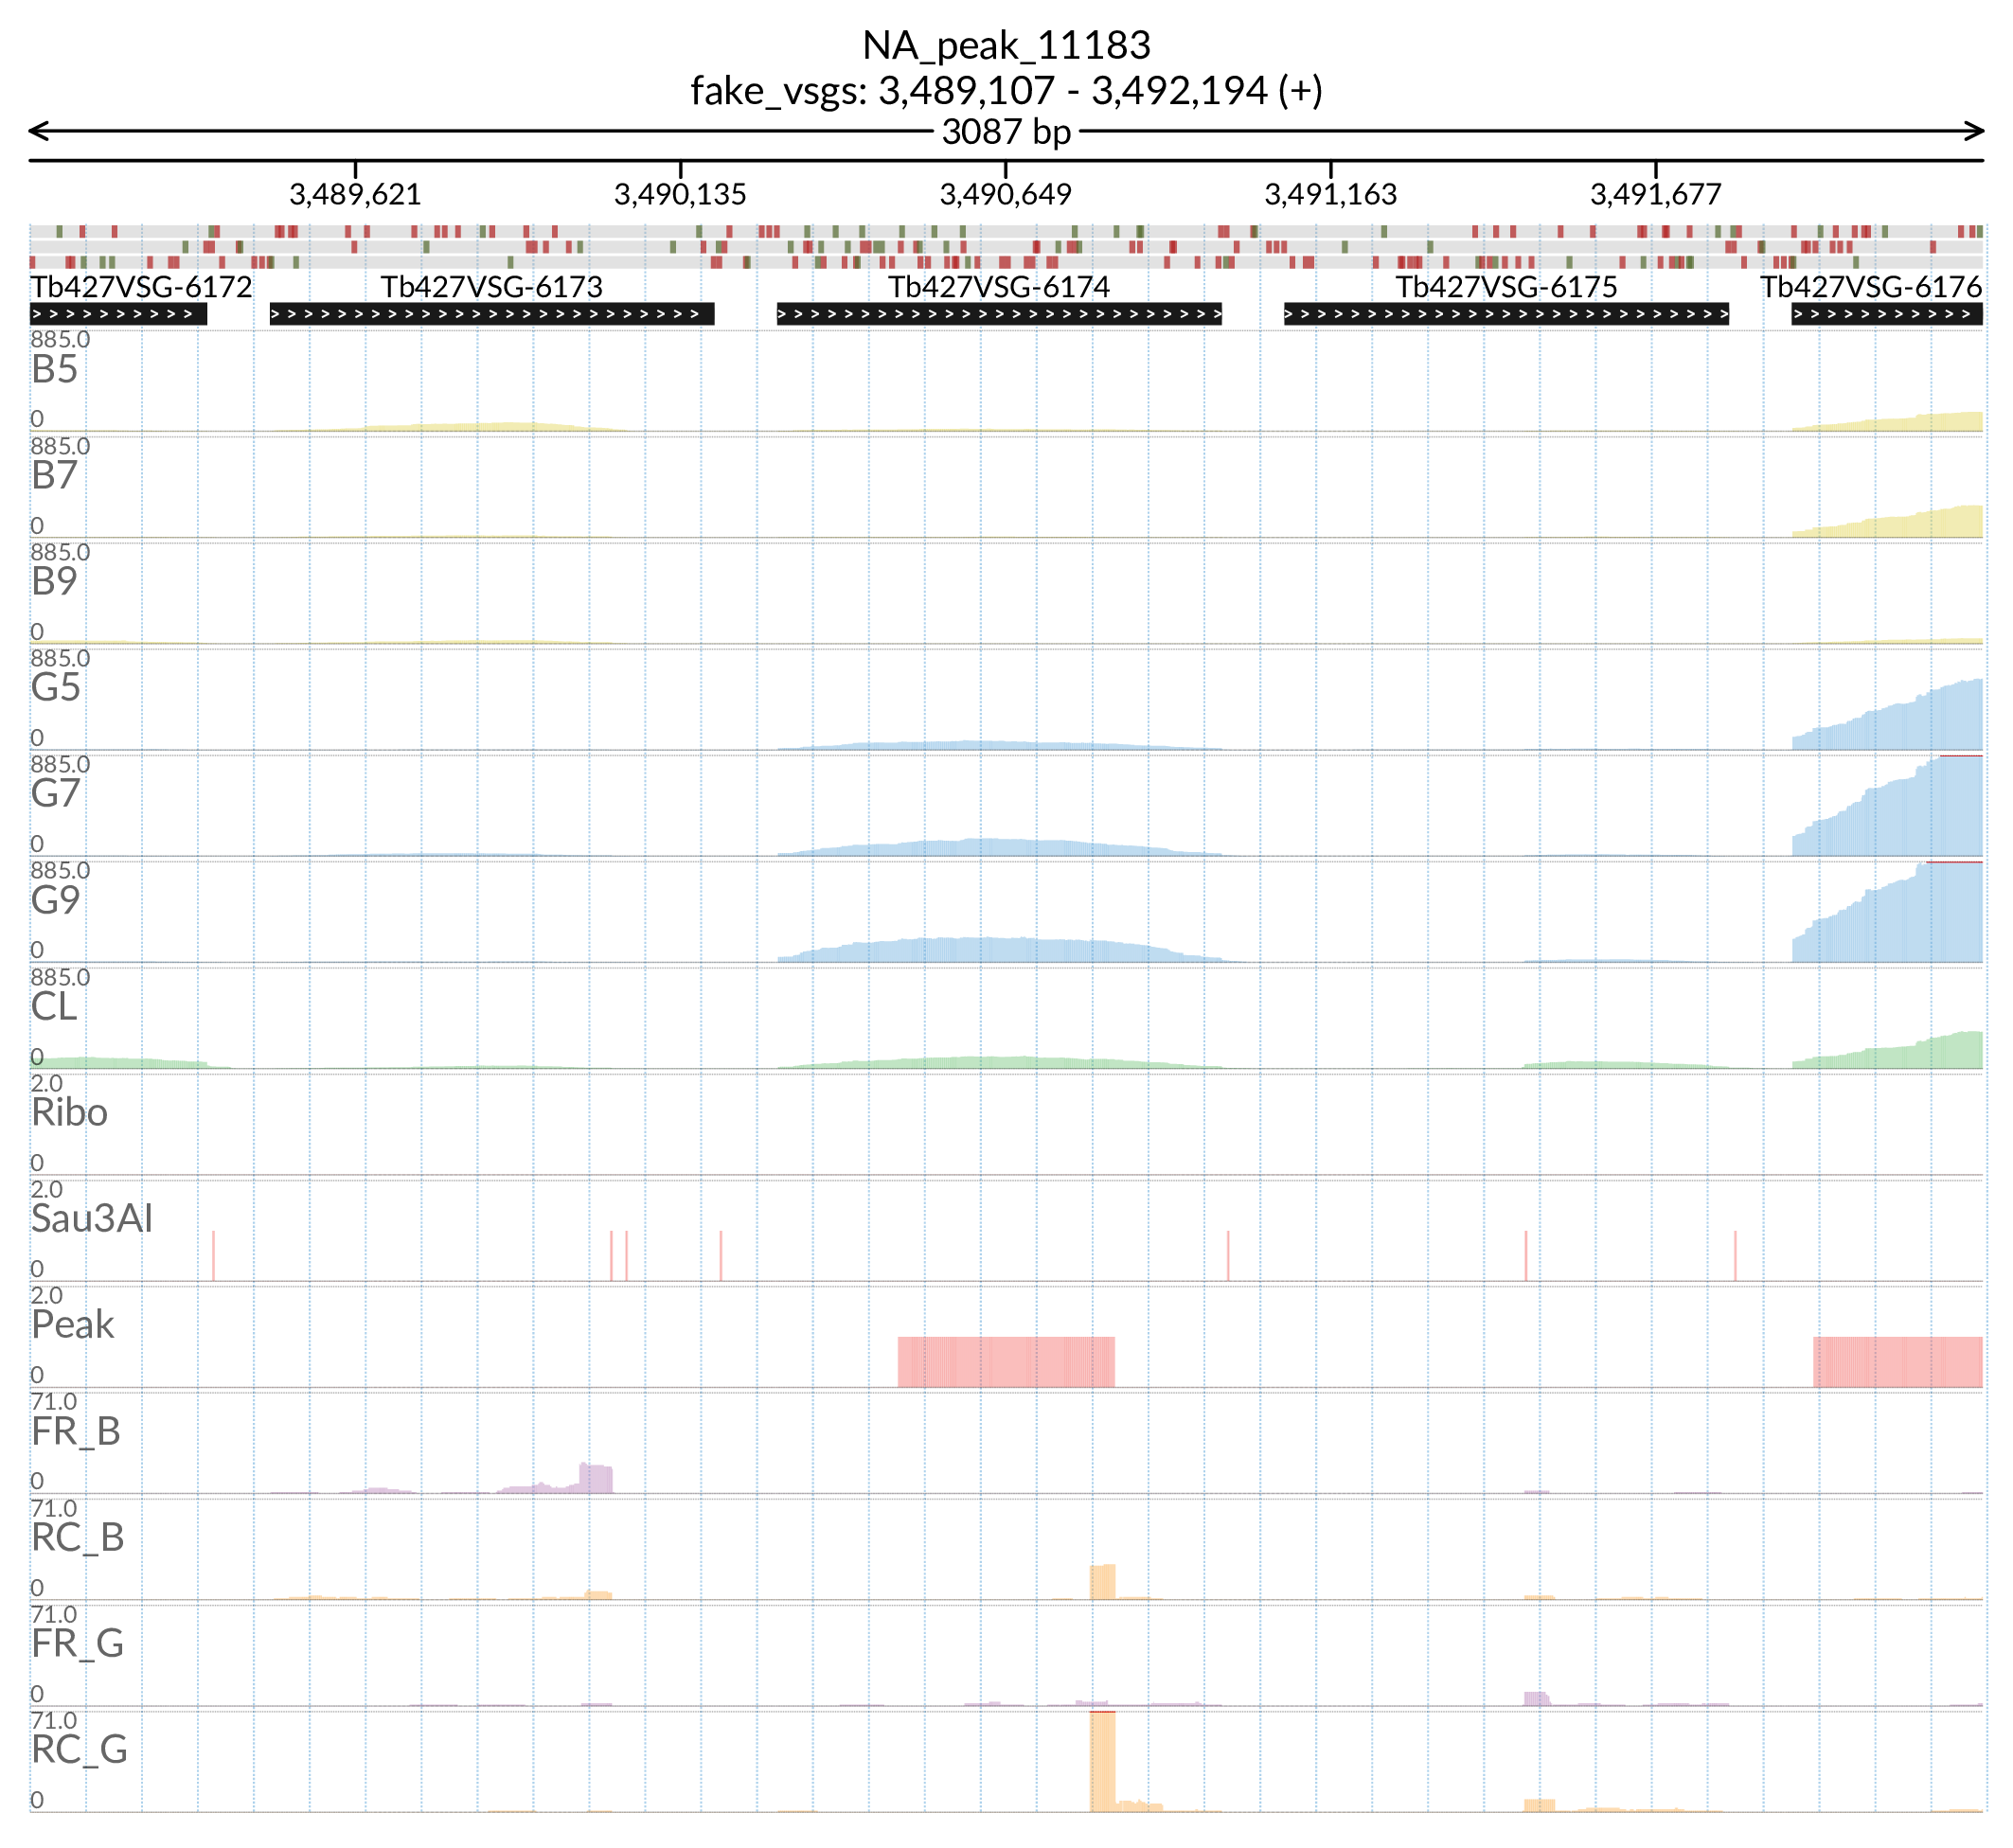 NA_peak_11183
fake_vsgs: 3,489,107 - 3,492,194 (+)
3087 bp
3,489,621 3,490,135 3,490,649 3,491,163 3,491,677
Tb427VSG-6172 Tb427VSG-6173 Tb427VSG-6174 Tb427VSG-6175 Tb427VSG-6176
885.0
B5
0
885.0
B7
0
885.0
B9
0
885.0
G5
0
885.0
G7
0
885.0
G9
0
885.0
CL
0
2.0
Ribo
0
2.0
Sau3AI
0
2.0
Peak
0
71.0
FR_B
0
71.0
RC_B
0
71.0
FR_G
0
71.0
RC_G
0